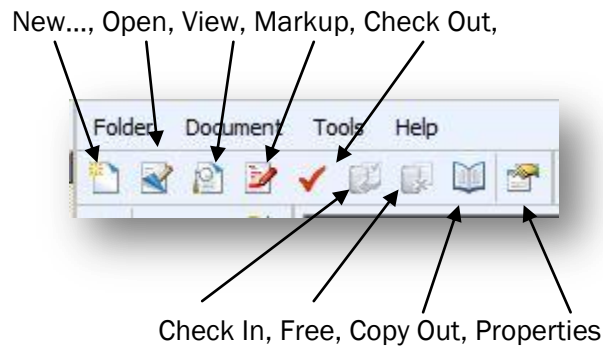 New…, Open, View, Markup, Check Out,
Folder Document Tools Help
Check In, Free, Copy Out, Properties